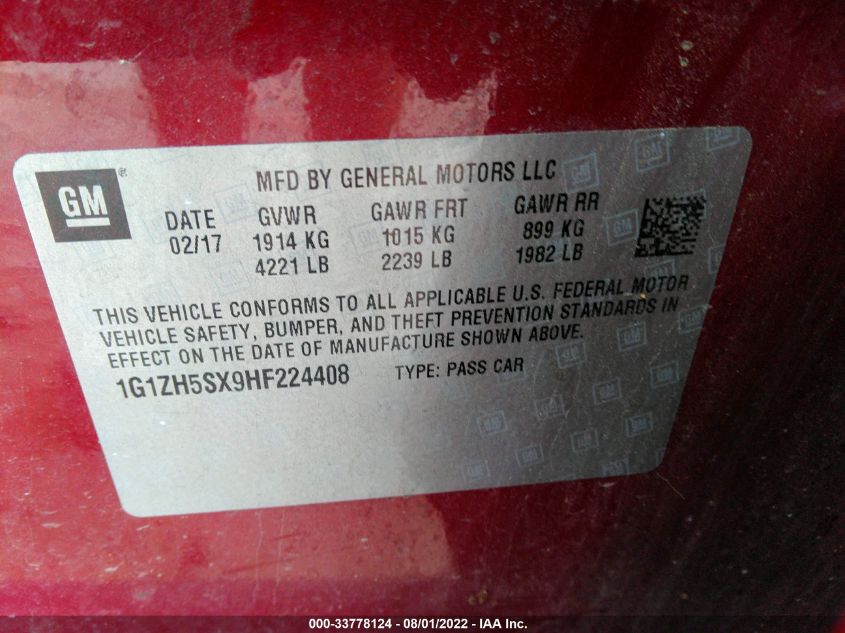 GM
MFD BY GENERAL MOTORS LLC
DATE GVWR GAWR FRT GAWR RR
02/17 1914 KG 1015 KG 899 KG
4221 LB 2239 LB 1982 LB
THIS VEHICLE CONFORMS TO ALL APPLICABLE U.S. FEDERAL MOTOR
VEHICLE SAFETY, BUMPER, AND THEFT PREVENTION STANDARDS IN
EFFECT ON THE DATE OF MANUFACTURE SHOWN ABOVE.
1G1ZH5SX9HF224408 TYPE: PASS CAR
000-33778124 - 08/01/2022 - IAA Inc.